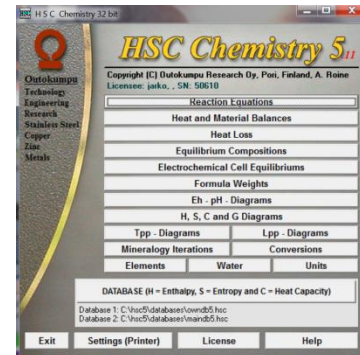 H S C Chemistry 32 bit
HSC Chemistry 5.11
Outokumpu
Technology
Engineering
Research
Stainless Steel
Copper
Zinc
Metals
Copyright (C) Outokumpu Research Oy, Pori, Finland, A. Roine
Licensee: jarko, , SN: 50610
Reaction Equations
Heat and Material Balances
Heat Loss
Equilibrium Compositions
Electrochemical Cell Equilibriums
Formula Weights
Eh - pH - Diagrams
H, S, C and G Diagrams
Tpp - Diagrams Lpp - Diagrams
Mineralogy Iterations Conversions
Elements Water Units
DATABASE (H = Enthalpy, S = Entropy and C = Heat Capacity)
Database 1: C:\hsc5\databases\owndb5.hsc
Database 2: C:\hsc5\databases\maindb5.hsc
Exit Settings (Printer) License Help